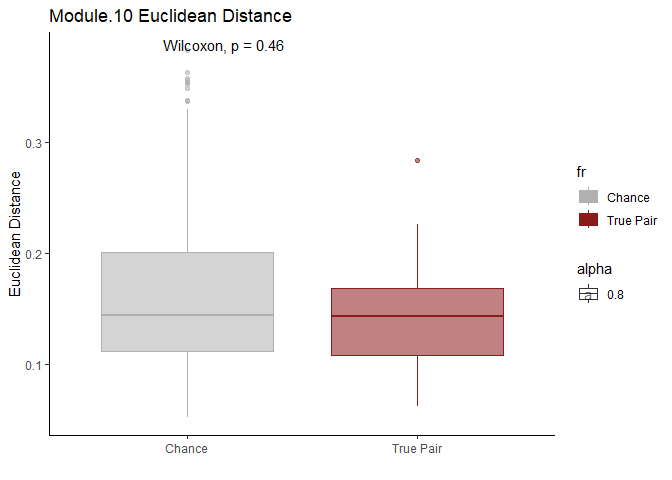 Module.10 Euclidean Distance
Wilcoxon, p = 0.46
Euclidean Distance
0.3
0.2
0.1
Chance
True Pair
fr
Chance
True Pair
alpha
a
0.8